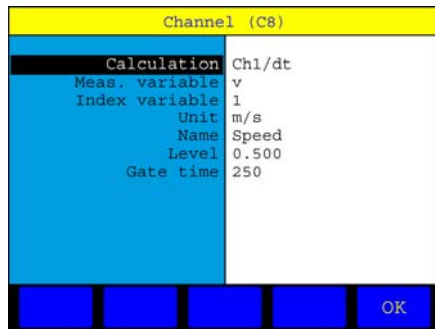 Channel (C8)
Calculation Ch1/dt
Meas. variable v
Index variable 1
Unit m/s
Name Speed
Level 0.500
Gate time 250
OK